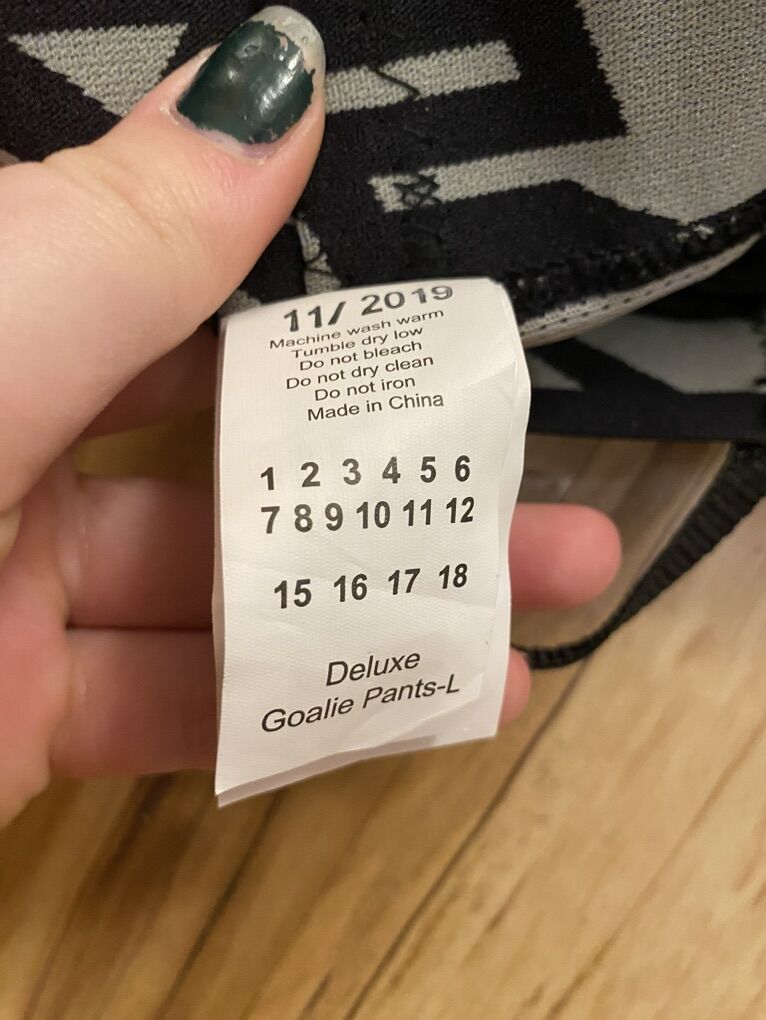 11/ 2019
Machine wash warm
Tumble dry low
Do not bleach
Do not dry clean
Do not iron
Made in China
1 2 3 4 5 6
7 8 9 10 11 12
15 16 17 18
Deluxe
Goalie Pants-L